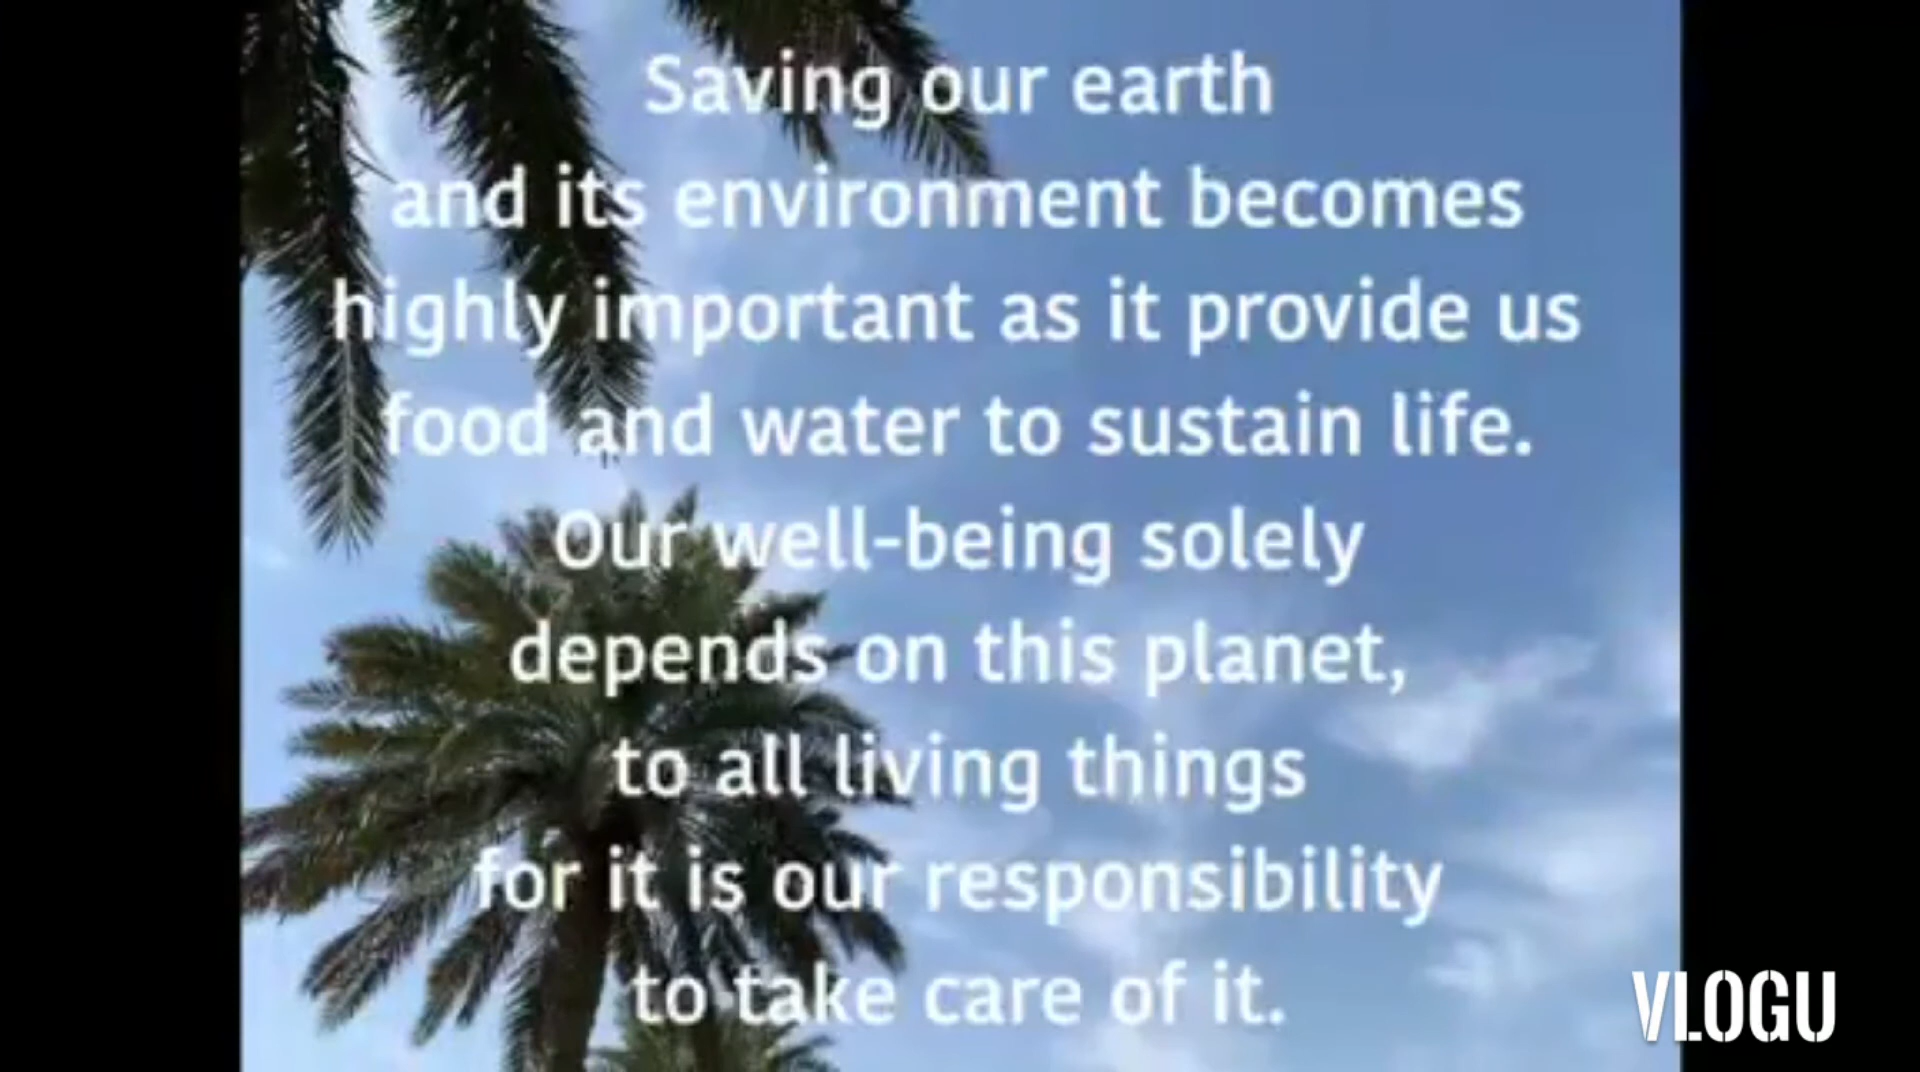 Saving our earth
and its environment becomes
highly important as it provide us
food and water to sustain life.
Our well-being solely
depends on this planet,
to all living things
for it is our responsibility
to take care of it.
VLOGU